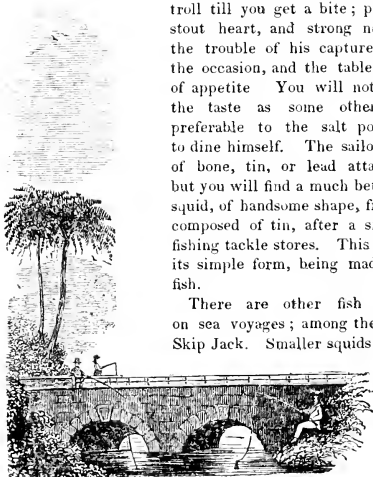 troll till you get a bite ; p
stout heart, and strong n
the trouble of his capture
the occasion, and the table
of appetite You will not
the taste as some othe
preferable to the salt po
to dine himself. The sailo
of bone, tin, or lead atta
but you will find a much be
squid, of handsome shape, f
composed of tin, after a s
fishing tackle stores. This
its simple form, being mad
fish.
There are other fish
on sea voyages ; among the
Skip Jack. Smaller squids